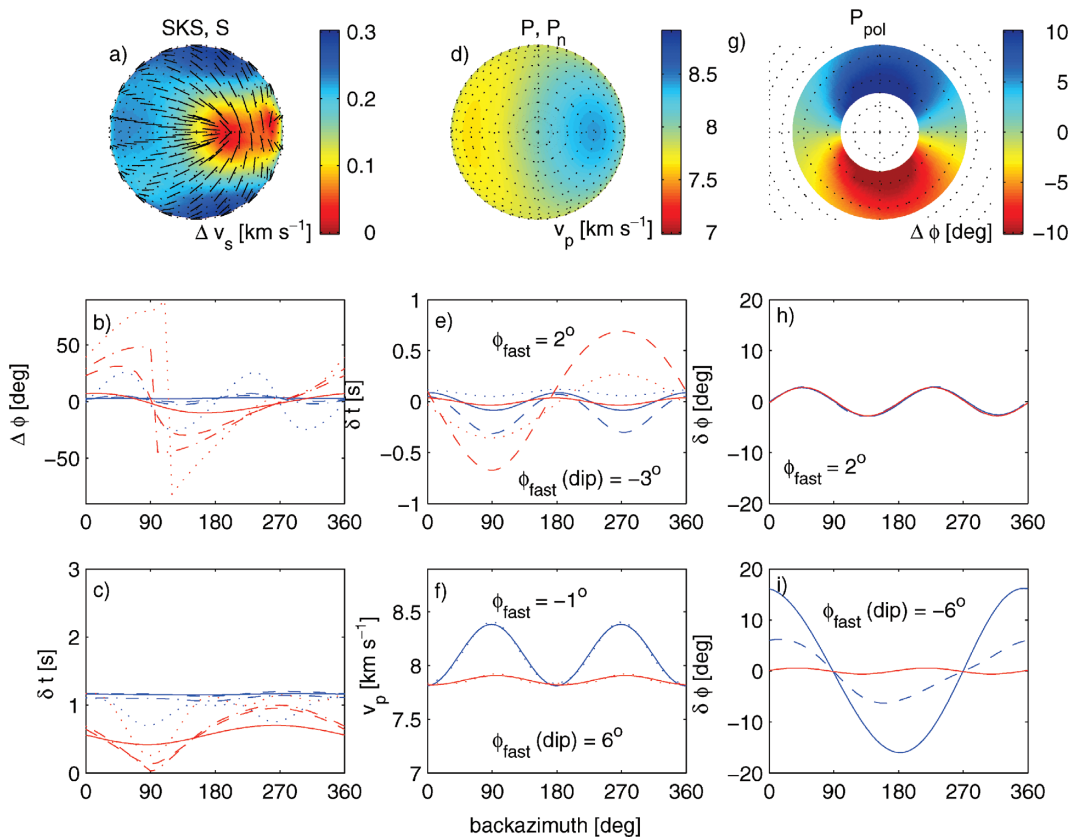 SKS, S
a)
0.3
0.2
0.1
0
Δ v_s [km s⁻¹]
P, P_n
d)
8.5
8
7.5
7
v_p [km s⁻¹]
P_pol
g)
10
5
0
−5
−10
Δ ϕ [deg]
b)
Δ ϕ [deg]
50
0
−50
0 90 180 270 360
e)
δ t [s]
1
0.5
0
−0.5
−1
ϕ_fast = 2°
ϕ_fast (dip) = −3°
0 90 180 270 360
h)
δ ϕ [deg]
20
10
0
−10
−20
ϕ_fast = 2°
0 90 180 270 360
c)
δ t [s]
3
2
1
0
0 90 180 270 360
f)
v_p [km s⁻¹]
8.5
8
7.5
7
ϕ_fast = −1°
ϕ_fast (dip) = 6°
0 90 180 270 360
i)
δ ϕ [deg]
20
10
0
−10
−20
ϕ_fast (dip) = −6°
0 90 180 270 360
backazimuth [deg]